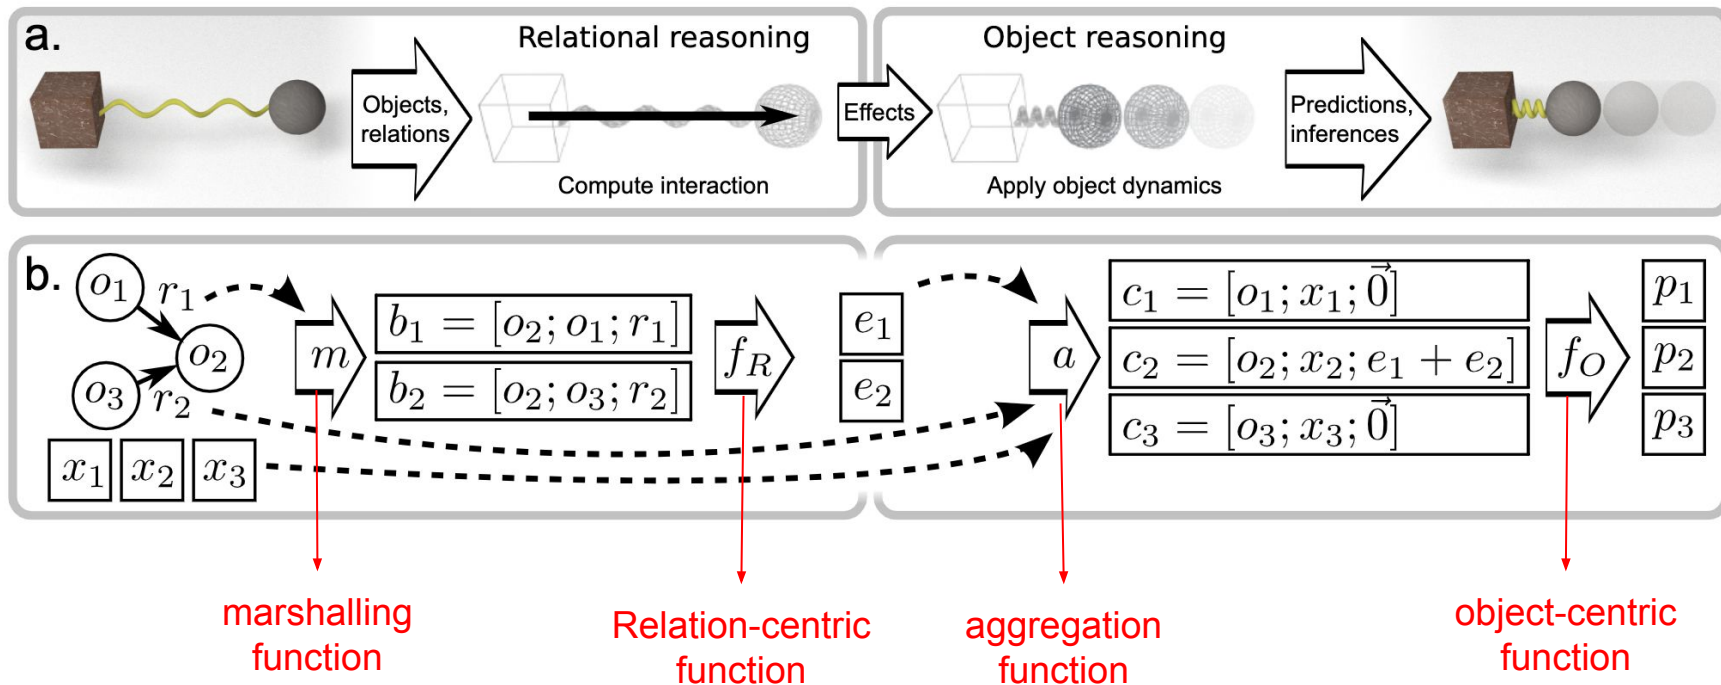 a.
Relational reasoning
Object reasoning
Objects,
relations
Effects
Predictions,
inferences
Compute interaction
Apply object dynamics
b.
o₁
r₁
o₂
o₃
r₂
x₁ x₂ x₃
m
b₁ = [o₂; o₁; r₁]
b₂ = [o₂; o₃; r₂]
f_R
e₁
e₂
a
c₁ = [o₁; x₁; 0⃗]
c₂ = [o₂; x₂; e₁ + e₂]
c₃ = [o₃; x₃; 0⃗]
f_O
p₁
p₂
p₃
marshalling
function
Relation-centric
function
aggregation
function
object-centric
function